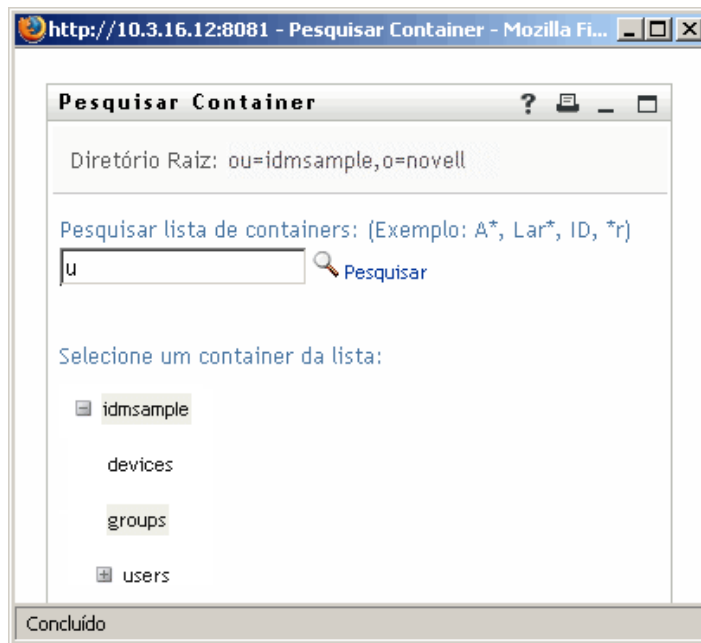 http://10.3.16.12:8081 - Pesquisar Container - Mozilla Fi...
Pesquisar Container
Diretório Raiz: ou=idmsample,o=novell
Pesquisar lista de containers: (Exemplo: A*, Lar*, ID, *r)
u Pesquisar
Selecione um container da lista:
idmsample
devices
groups
users
Concluído